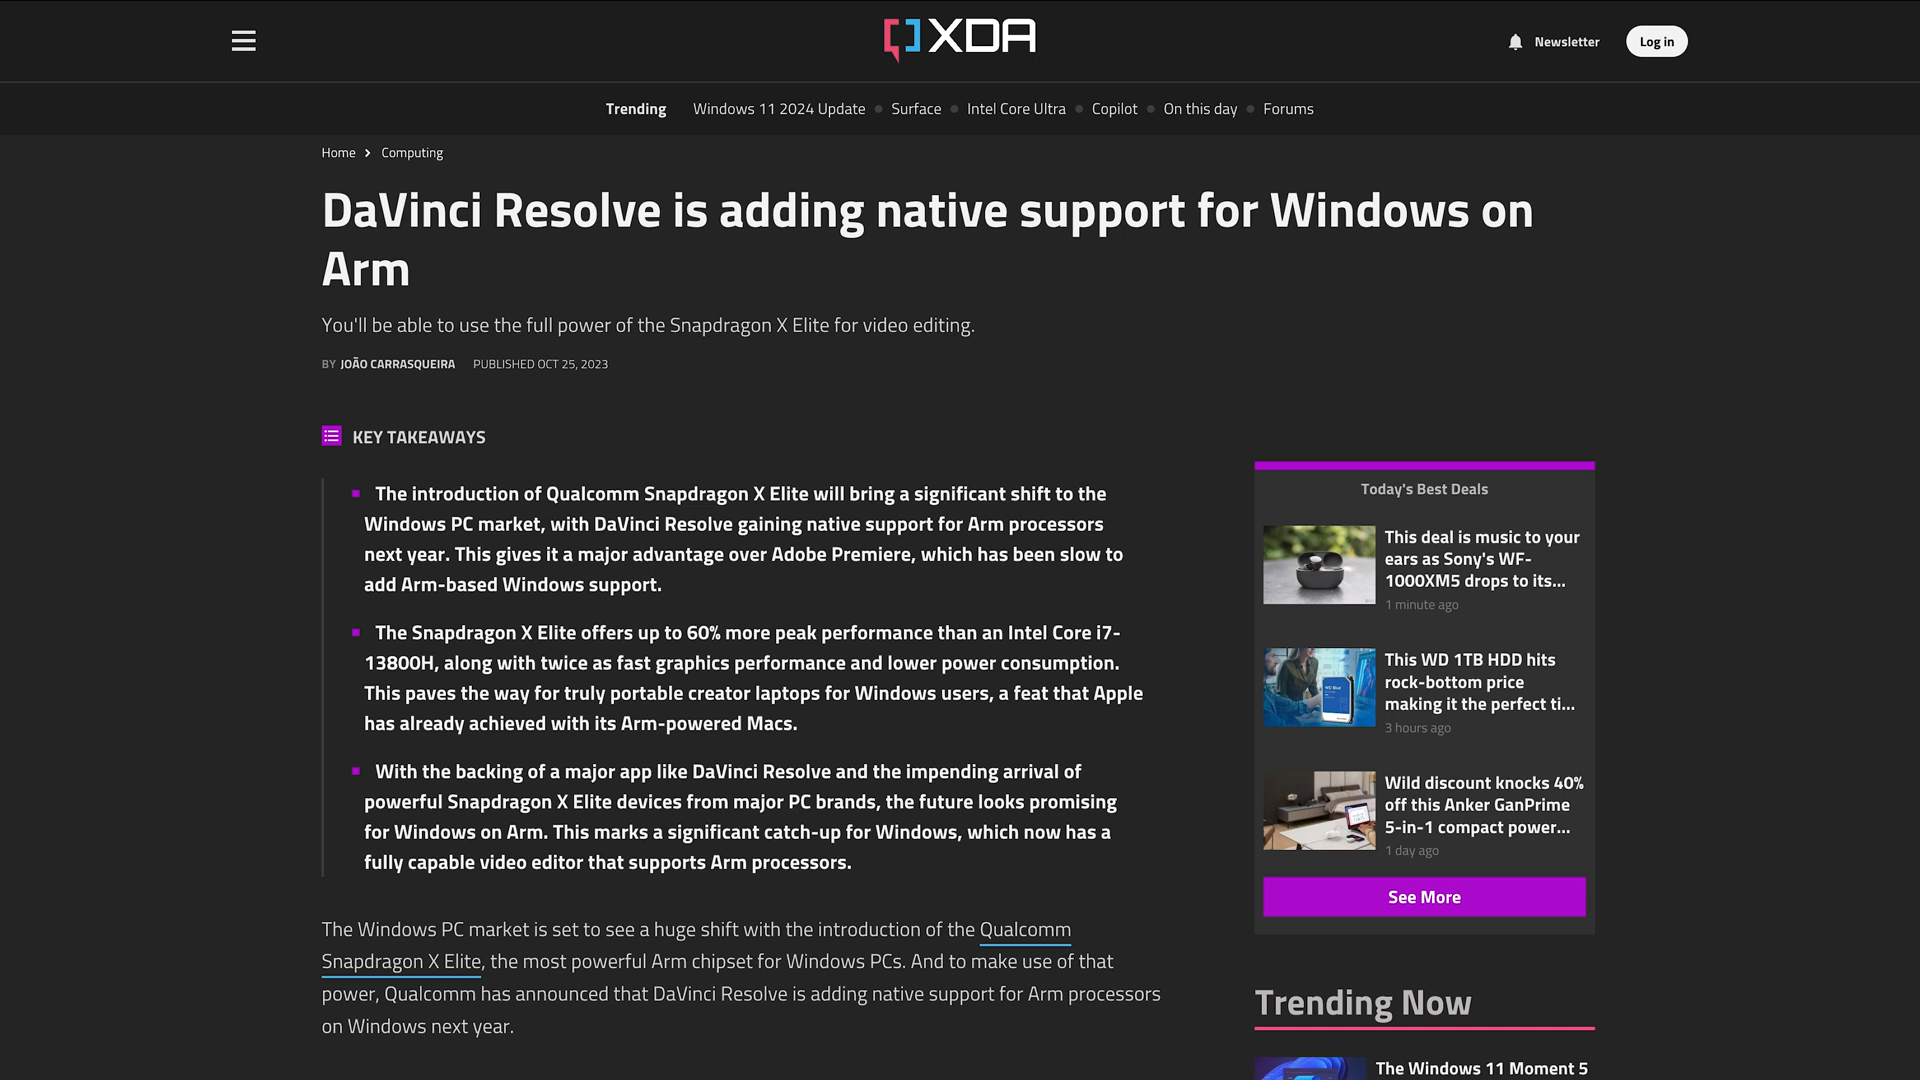 XDA
Newsletter
Log in
Trending
Windows 11 2024 Update
Surface
Intel Core Ultra
Copilot
On this day
Forums
Home
Computing
DaVinci Resolve is adding native support for Windows on
Arm
You'll be able to use the full power of the Snapdragon X Elite for video editing.
BY JOÃO CARRASQUEIRA PUBLISHED OCT 25, 2023
KEY TAKEAWAYS
The introduction of Qualcomm Snapdragon X Elite will bring a significant shift to the
Windows PC market, with DaVinci Resolve gaining native support for Arm processors
next year. This gives it a major advantage over Adobe Premiere, which has been slow to
add Arm-based Windows support.
The Snapdragon X Elite offers up to 60% more peak performance than an Intel Core i7-
13800H, along with twice as fast graphics performance and lower power consumption.
This paves the way for truly portable creator laptops for Windows users, a feat that Apple
has already achieved with its Arm-powered Macs.
With the backing of a major app like DaVinci Resolve and the impending arrival of
powerful Snapdragon X Elite devices from major PC brands, the future looks promising
for Windows on Arm. This marks a significant catch-up for Windows, which now has a
fully capable video editor that supports Arm processors.
The Windows PC market is set to see a huge shift with the introduction of the Qualcomm
Snapdragon X Elite, the most powerful Arm chipset for Windows PCs. And to make use of that
power, Qualcomm has announced that DaVinci Resolve is adding native support for Arm processors
on Windows next year.
Today's Best Deals
This deal is music to your
ears as Sony's WF-
1000XM5 drops to its...
1 minute ago
This WD 1TB HDD hits
rock-bottom price
making it the perfect ti...
3 hours ago
Wild discount knocks 40%
off this Anker GanPrime
5-in-1 compact power...
1 day ago
See More
Trending Now
The Windows 11 Moment 5